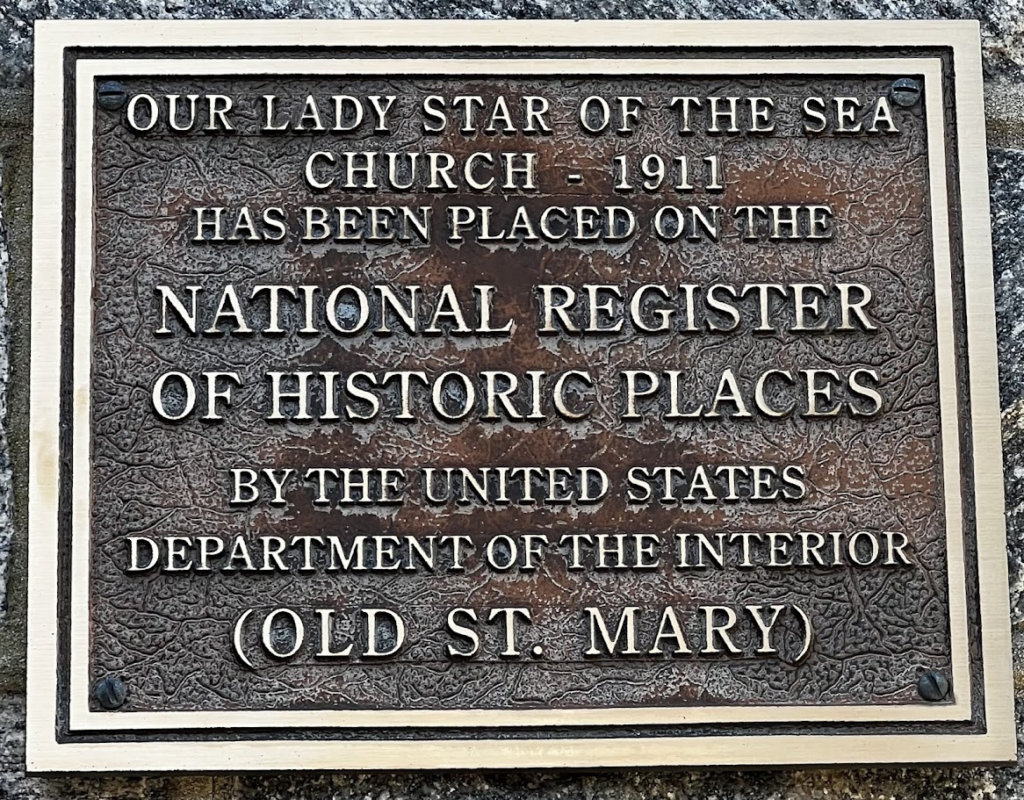 OUR LADY STAR OF THE SEA
CHURCH - 1911
HAS BEEN PLACED ON THE
NATIONAL REGISTER
OF HISTORIC PLACES
BY THE UNITED STATES
DEPARTMENT OF THE INTERIOR
(OLD ST. MARY)